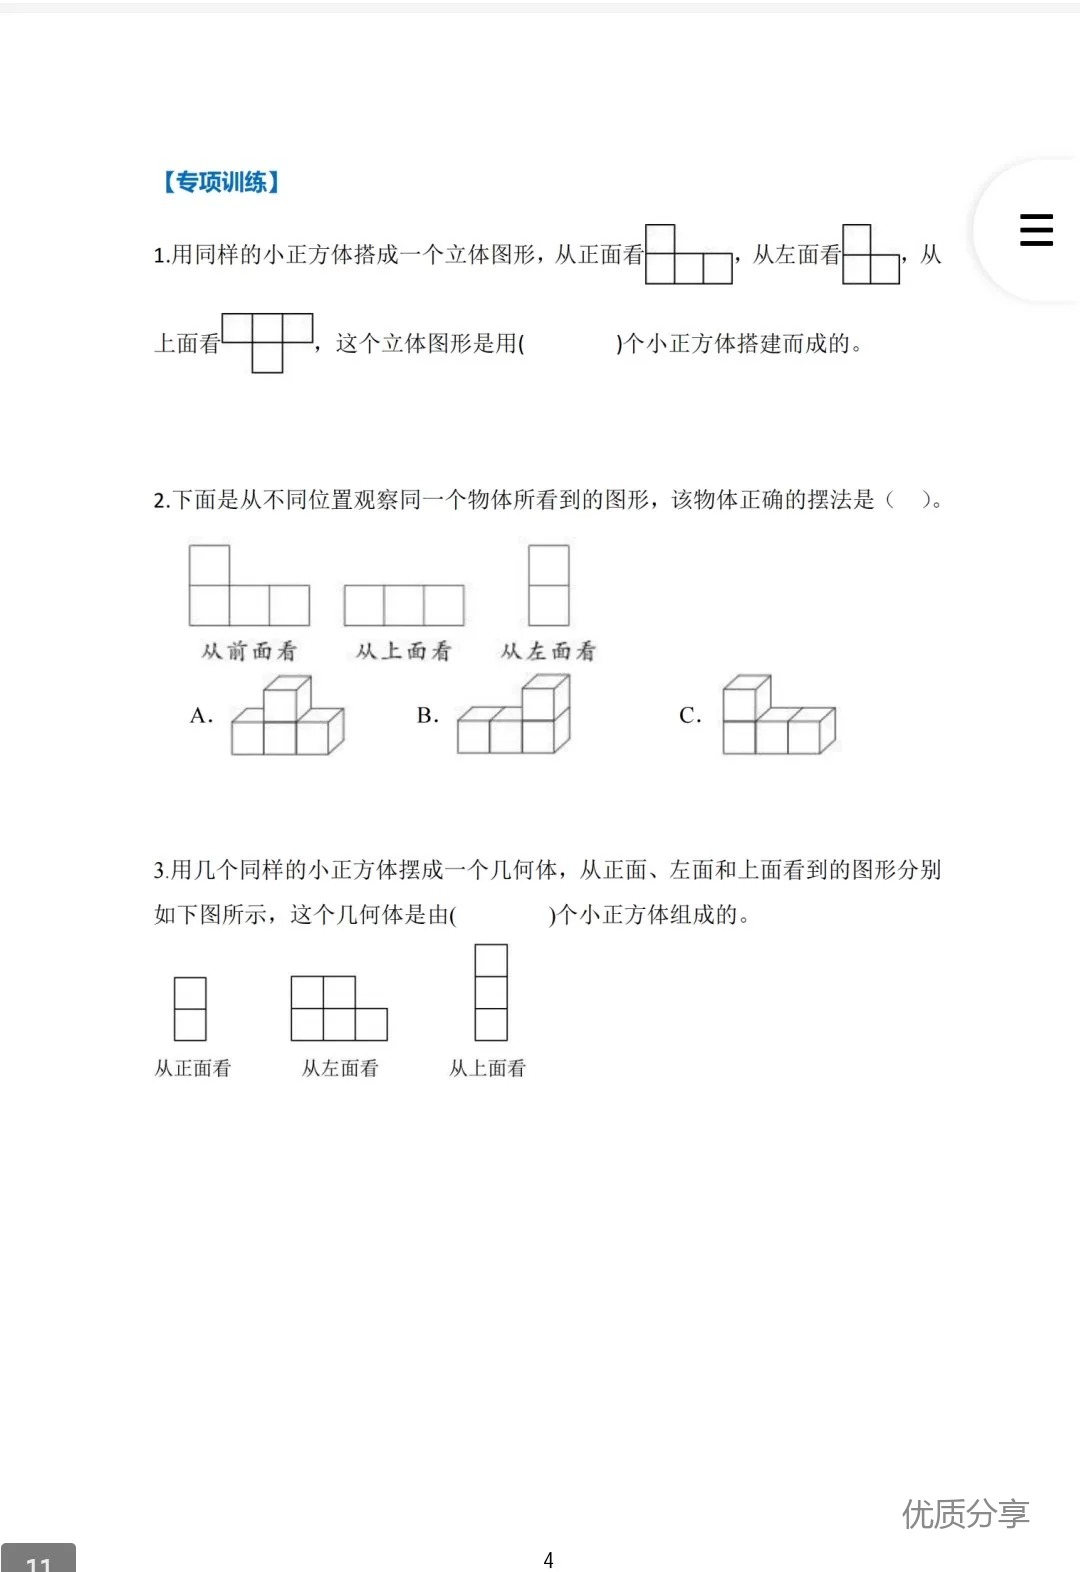 【专项训练】
1.用同样的小正方体搭成一个立体图形，从正面看，从左面看，从
上面看，这个立体图形是用( )个小正方体搭建而成的。
2.下面是从不同位置观察同一个物体所看到的图形，该物体正确的摆法是（ ）。
从前面看 从上面看 从左面看
A. B. C.
3.用几个同样的小正方体摆成一个几何体，从正面、左面和上面看到的图形分别
如下图所示，这个几何体是由( )个小正方体组成的。
从正面看 从左面看 从上面看
优质分享
11
4